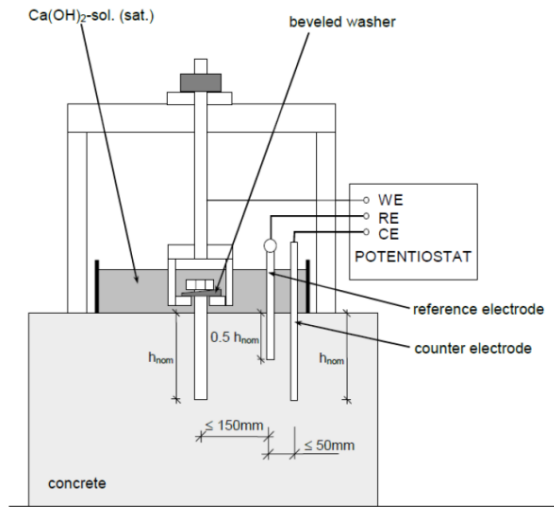 Ca(OH)₂-sol. (sat.)
beveled washer
WE
RE
CE
POTENTIOSTAT
reference electrode
counter electrode
hnom
0.5 hnom
hnom
≤ 150mm
≤ 50mm
concrete